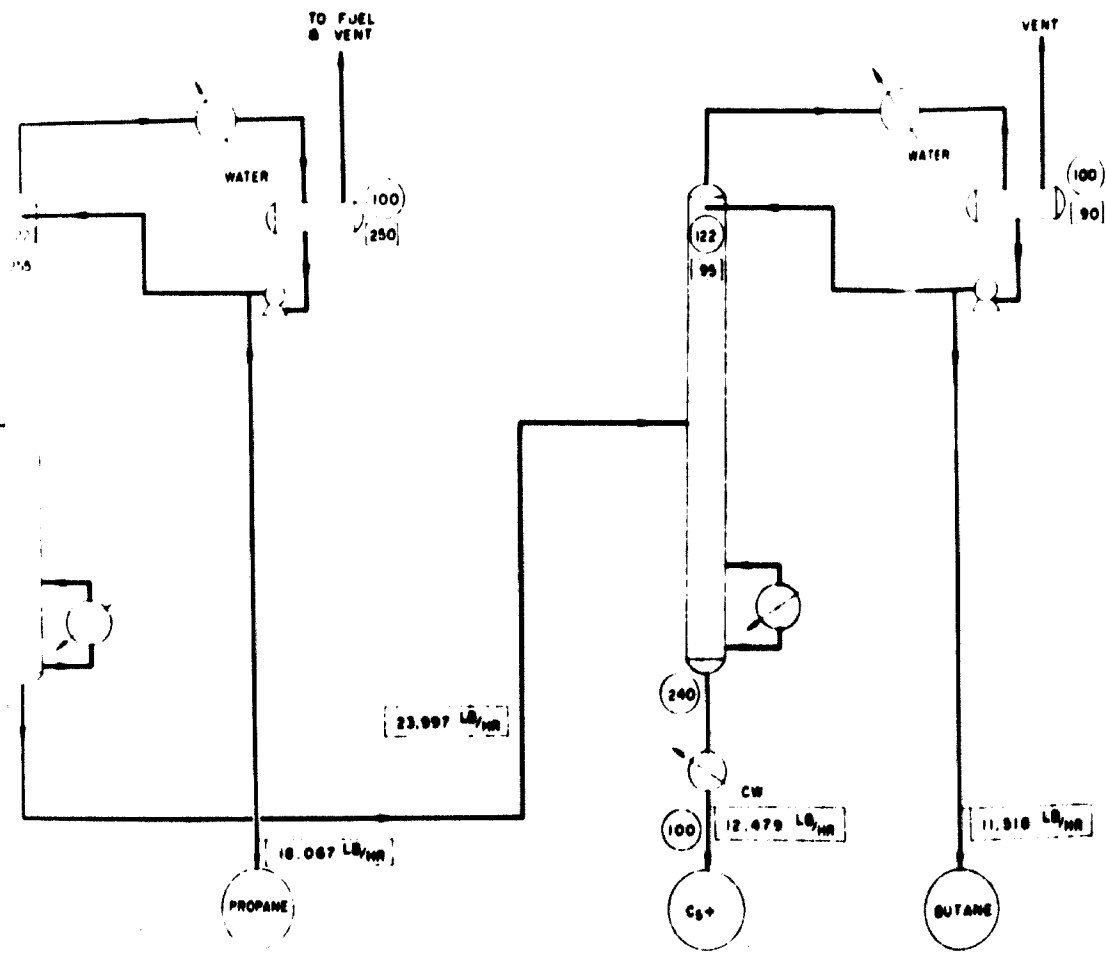 TO FUEL
& VENT
VENT
WATER
WATER
100
250
100
90
122
95
240
23,997 LB/HR
CW
100
12,479 LB/HR
11,518 LB/HR
18,067 LB/HR
PROPANE
C5+
BUTANE